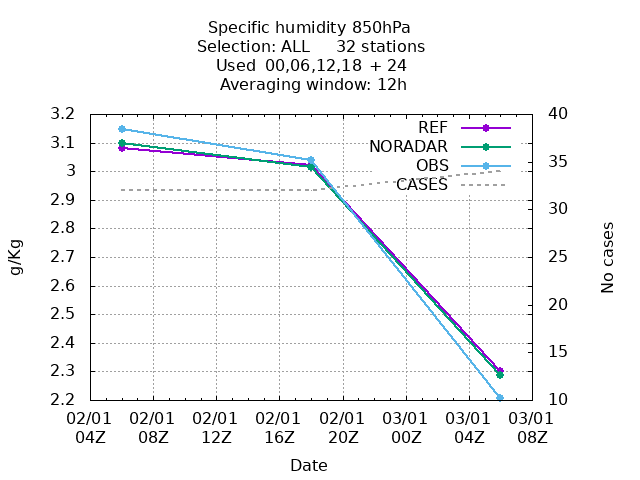 Specific humidity 850hPa
Selection: ALL 32 stations
Used 00,06,12,18 + 24
Averaging window: 12h
3.2
3.1
3
2.9
2.8
2.7
2.6
2.5
2.4
2.3
2.2
g/Kg
REF
NORADAR
OBS
CASES
40
35
30
25
20
15
10
No cases
02/01 02/01 02/01 02/01 02/01 03/01 03/01 03/01
04Z 08Z 12Z 16Z 20Z 00Z 04Z 08Z
Date